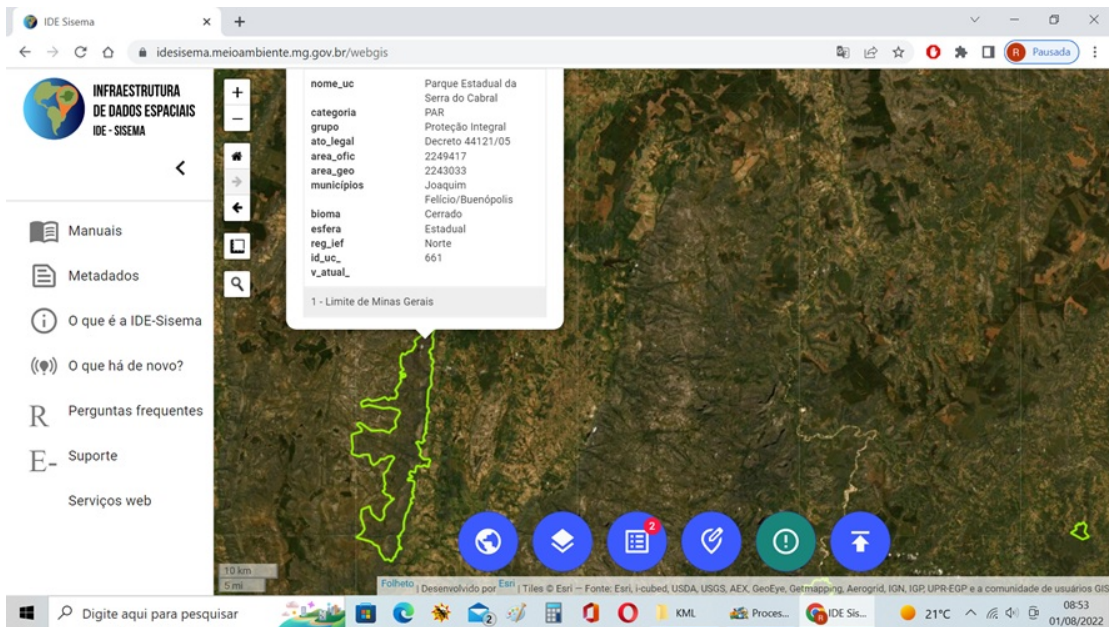 IDE Sisema
idesisema.meioambiente.mg.gov.br/webgis
R Pausada
INFRAESTRUTURA
DE DADOS ESPACIAIS
IDE - SISEMA
Manuais
Metadados
O que é a IDE-Sisema
O que há de novo?
R Perguntas frequentes
E- Suporte
Serviços web
nome_uc Parque Estadual da
Serra do Cabral
categoria PAR
grupo Proteção Integral
ato_legal Decreto 44121/05
area_ofic 2249417
area_geo 2243033
municípios Joaquim
Felício/Buenópolis
bioma Cerrado
esfera Estadual
reg_ief Norte
id_uc_ 661
v_atual_
1 - Limite de Minas Gerais
2
10 km
5 mi
Folheto | Desenvolvido por Esri | Tiles © Esri — Fonte: Esri, i-cubed, USDA, USGS, AEX, GeoEye, Getmapping, Aerogrid, IGN, IGP, UPR-EGP e a comunidade de usuários GIS
Digite aqui para pesquisar
2
KML
Proces...
IDE Sis...
21°C
08:53
01/08/2022